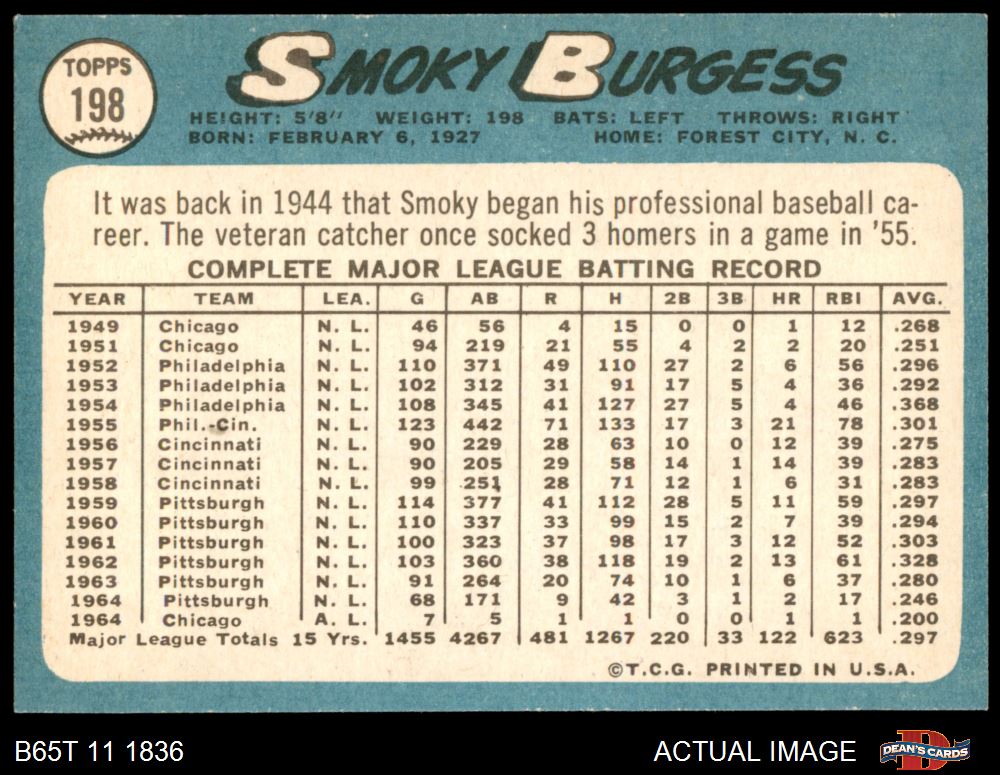 TOPPS
198
SMOKY BURGESS
HEIGHT: 5'8" WEIGHT: 198 BATS: LEFT THROWS: RIGHT
BORN: FEBRUARY 6, 1927 HOME: FOREST CITY, N. C.
It was back in 1944 that Smoky began his professional baseball ca-
reer. The veteran catcher once socked 3 homers in a game in '55.
COMPLETE MAJOR LEAGUE BATTING RECORD
YEAR TEAM LEA. G AB R H 2B 3B HR RBI AVG.
1949 Chicago N. L. 46 56 4 15 0 0 1 12 .268
1951 Chicago N. L. 94 219 21 55 4 2 2 20 .251
1952 Philadelphia N. L. 110 371 49 110 27 2 6 56 .296
1953 Philadelphia N. L. 102 312 31 91 17 5 4 36 .292
1954 Philadelphia N. L. 108 345 41 127 27 5 4 46 .368
1955 Phil.-Cin. N. L. 123 442 71 133 17 3 21 78 .301
1956 Cincinnati N. L. 90 229 28 63 10 0 12 39 .275
1957 Cincinnati N. L. 90 205 29 58 14 1 14 39 .283
1958 Cincinnati N. L. 99 251 28 71 12 1 6 31 .283
1959 Pittsburgh N. L. 114 377 41 112 28 5 11 59 .297
1960 Pittsburgh N. L. 110 337 33 99 15 2 7 39 .294
1961 Pittsburgh N. L. 100 323 37 98 17 3 12 52 .303
1962 Pittsburgh N. L. 103 360 38 118 19 2 13 61 .328
1963 Pittsburgh N. L. 91 264 20 74 10 1 6 37 .280
1964 Pittsburgh N. L. 68 171 9 42 3 1 2 17 .246
1964 Chicago A. L. 7 5 1 1 0 0 1 1 .200
Major League Totals 15 Yrs. 1455 4267 481 1267 220 33 122 623 .297
©T.C.G. PRINTED IN U.S.A.
B65T 11 1836 ACTUAL IMAGE DEAN'S CARDS